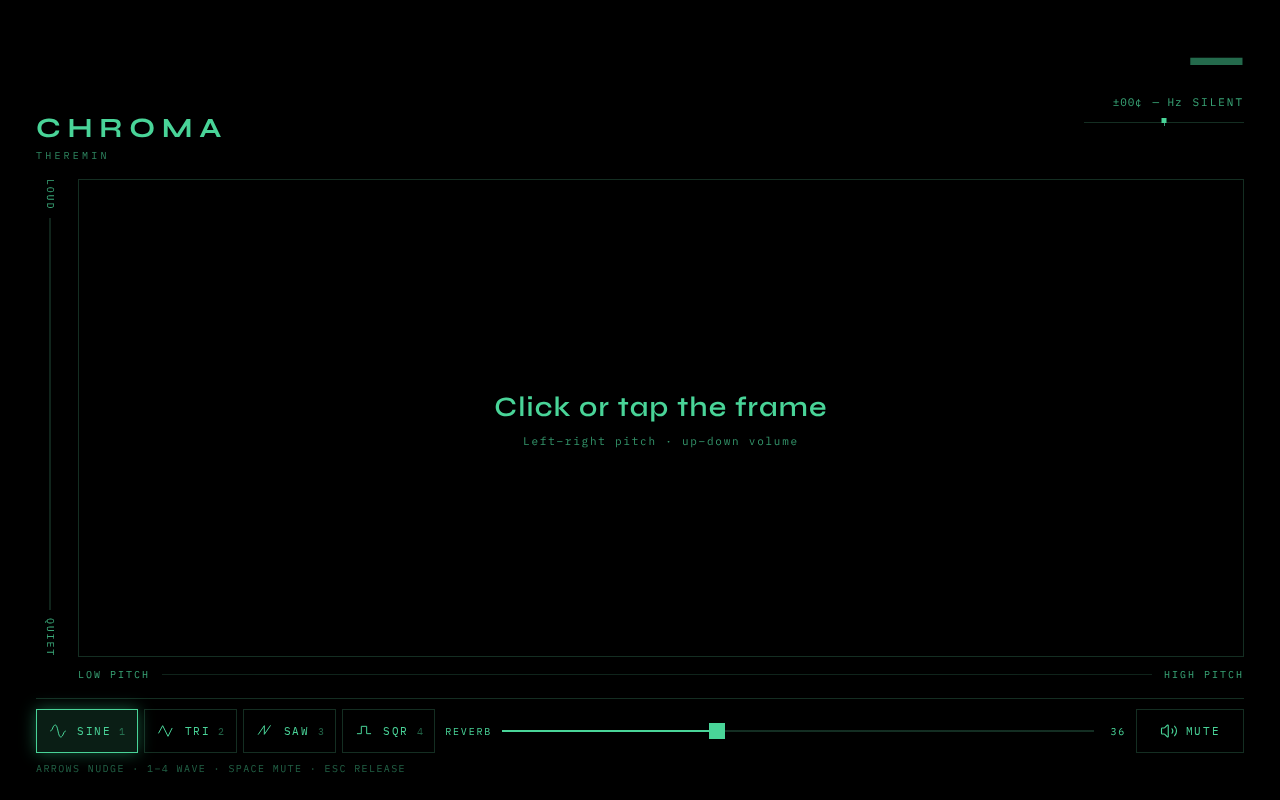 CHROMA
THEREMIN
±00¢ — Hz SILENT
LOUD
QUIET
Click or tap the frame
Left-right pitch · up-down volume
LOW PITCH
HIGH PITCH
SINE 1
TRI 2
SAW 3
SQR 4
REVERB
36
MUTE
ARROWS NUDGE · 1-4 WAVE · SPACE MUTE · ESC RELEASE